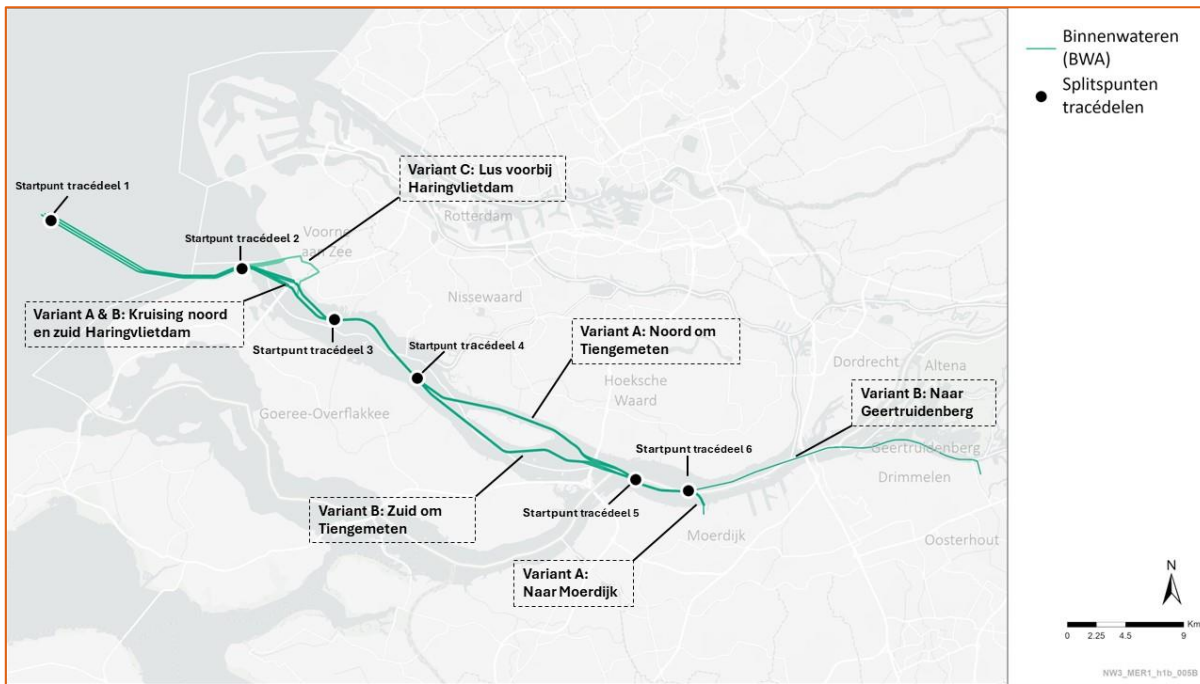 Binnenwateren
(BWA)
Splitspunten
tracédelen
Variant C: Lus voorbij
Haringvlietdam
Startpunt tracédeel 1
Rotterdam
Startpunt tracédeel 2
Voorne
aan Zee
Variant A & B: Kruising noord
en zuid Haringvlietdam
Nissewaard
Startpunt tracédeel 3
Startpunt tracédeel 4
Variant A: Noord om
Tiengemeten
Dordrecht
Altena
Hoeksche
Waard
Variant B: Naar
Geertruidenberg
Goeree-Overflakkee
Startpunt tracédeel 6
Geertruidenberg
Drimmelen
Variant B: Zuid om
Tiengemeten
Startpunt tracédeel 5
Moerdijk
Oosterhout
Variant A:
Naar Moerdijk
N
Km
0 2.25 4.5 9
NW3_MER1_h1b_005B